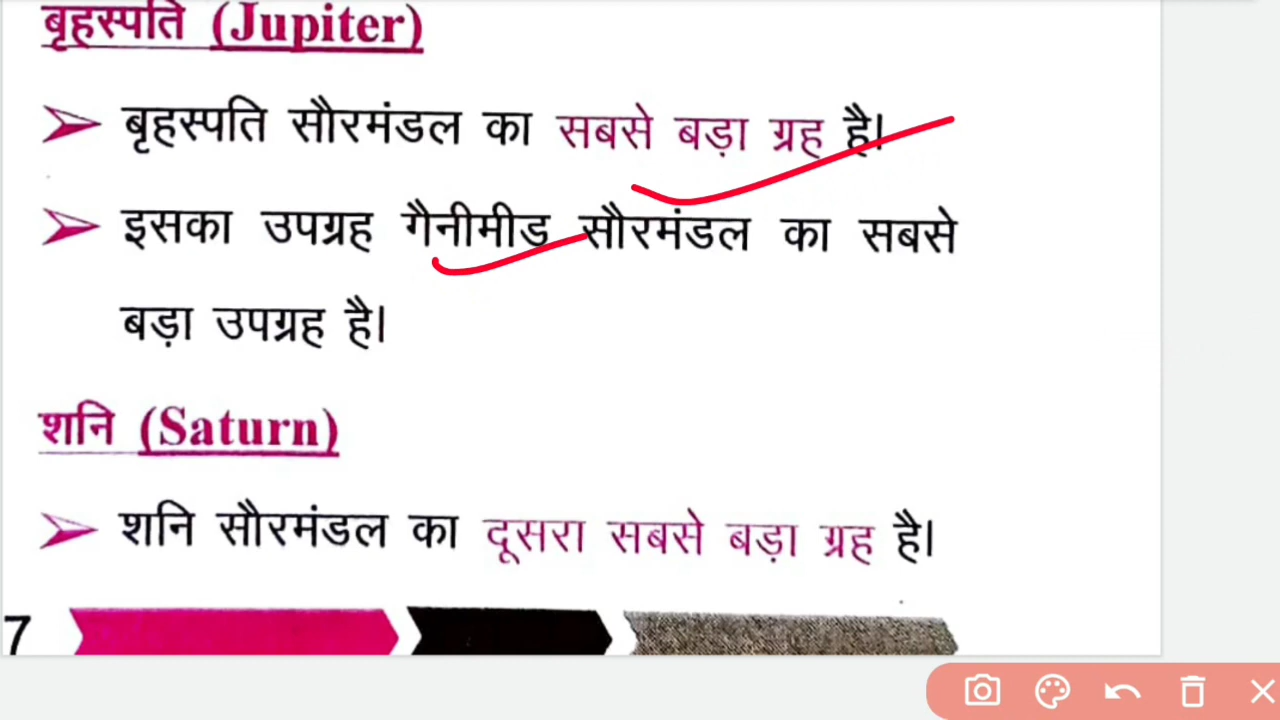 बृहस्पति (Jupiter)
बृहस्पति सौरमंडल का सबसे बड़ा ग्रह है।
इसका उपग्रह गैनीमीड सौरमंडल का सबसे
बड़ा उपग्रह है।
शनि (Saturn)
शनि सौरमंडल का दूसरा सबसे बड़ा ग्रह है।
7